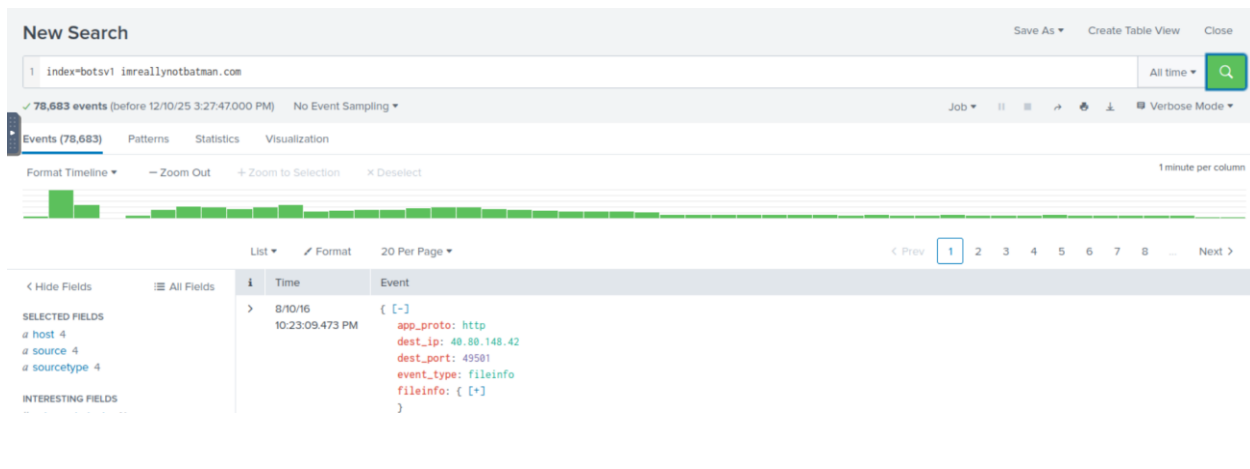 New Search
Save As ▾ Create Table View Close
1 index=botsv1 imreallynotbatman.com
All time ▾
✓ 78,683 events (before 12/10/25 3:27:47.000 PM) No Event Sampling ▾
Job ▾ Verbose Mode ▾
Events (78,683) Patterns Statistics Visualization
Format Timeline ▾ — Zoom Out + Zoom to Selection × Deselect
1 minute per column
List ▾ Format 20 Per Page ▾
< Prev 1 2 3 4 5 6 7 8 ... Next >
< Hide Fields All Fields
i Time Event
SELECTED FIELDS
a host 4
a source 4
a sourcetype 4
INTERESTING FIELDS
> 8/10/16
10:23:09.473 PM
{ [-]
app_proto: http
dest_ip: 40.80.148.42
dest_port: 49501
event_type: fileinfo
fileinfo: { [+]
}